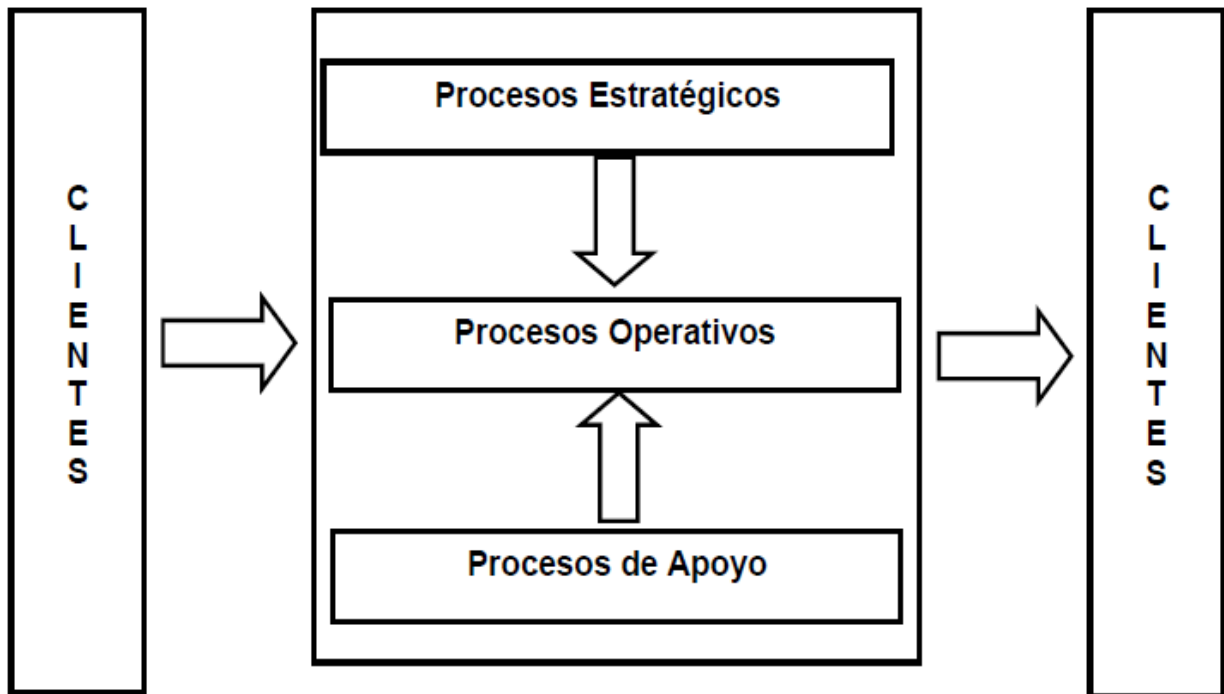 CLIENTES
Procesos Estratégicos
Procesos Operativos
Procesos de Apoyo
CLIENTES